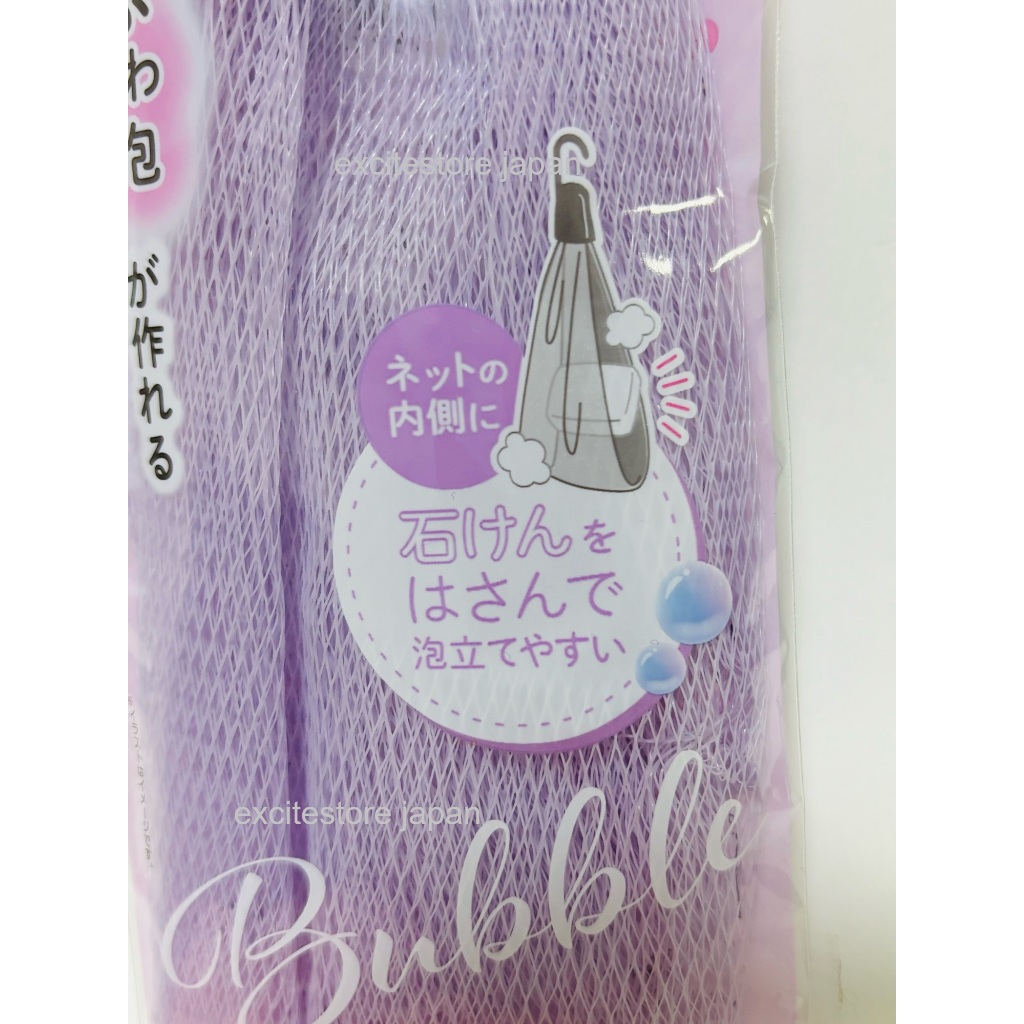 わ泡
が作れる
excitestore japan
ネットの
内側に
石けんを
はさんで
泡立てやすい
excitestore japan
Bubble